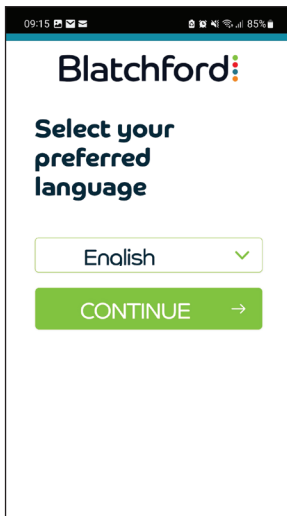 09:15 85%
Blatchford
Select your
preferred
language
English
CONTINUE